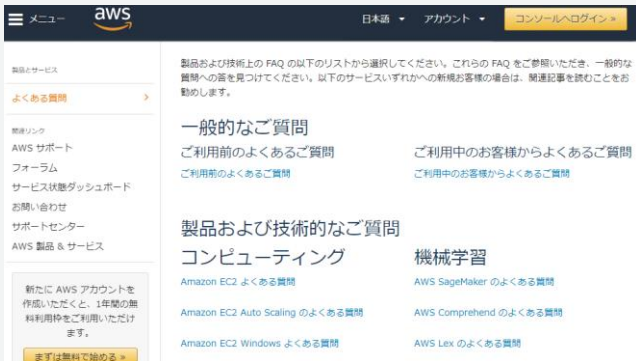 メニュー
aws
日本語
アカウント
コンソールへログイン »
製品とサービス
よくある質問
関連リンク
AWS サポート
フォーラム
サービス状態ダッシュボード
お問い合わせ
サポートセンター
AWS 製品 & サービス
新たに AWS アカウントを
作成いただくと、1年間の無
料利用枠をご利用いただけ
ます。
まずは無料で始める »
製品および技術上の FAQ の以下のリストから選択してください。これらの FAQ をご参照いただき、一般的な
質問への答を見つけてください。以下のサービスいずれかへの新規お客様の場合は、関連記事を読むことをお
勧めします。
一般的なご質問
ご利用前のよくあるご質問
ご利用前のよくあるご質問
ご利用中のお客様からよくあるご質問
ご利用中のお客様からよくあるご質問
製品および技術的なご質問
コンピューティング
Amazon EC2 よくある質問
Amazon EC2 Auto Scaling のよくある質問
Amazon EC2 Windows よくある質問
機械学習
AWS SageMaker のよくある質問
AWS Comprehend のよくある質問
AWS Lex のよくある質問